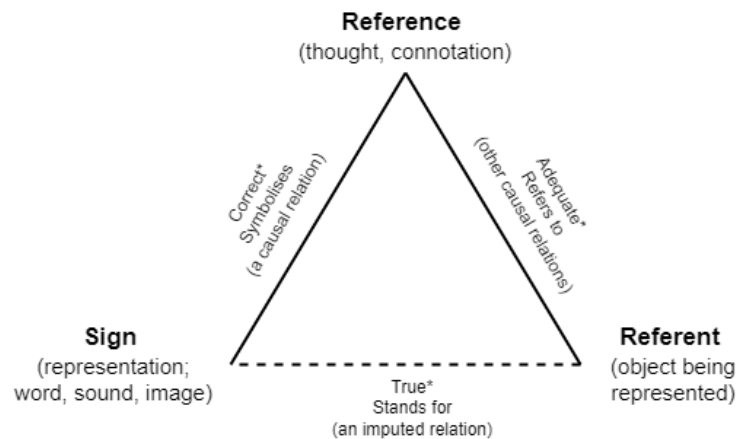 Reference
(thought, connotation)
Correct*
Symbolises
(a causal relation)
Adequate*
Refers to
(other causal relations)
Sign
(representation;
word, sound, image)
Referent
(object being
represented)
True*
Stands for
(an imputed relation)